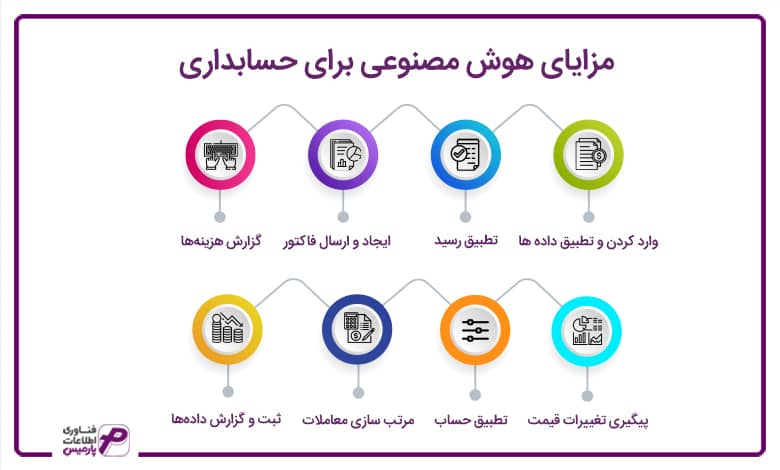 مزایای هوش مصنوعی برای حسابداری
وارد کردن و تطبیق داده ها
تطبیق رسید
ایجاد و ارسال فاکتور
گزارش هزینه‌ها
پیگیری تغییرات قیمت
تطبیق حساب
مرتب سازی معاملات
ثبت و گزارش داده‌ها
فناوری
اطلاعات
پارمیس